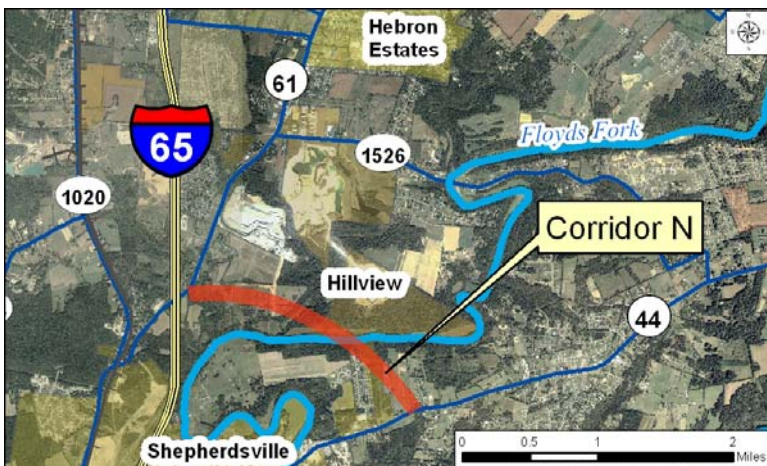 Hebron
Estates
61
65
Floyds Fork
1526
1020
Corridor N
Hillview
44
Shepherdsville
0 0.5 1 2
Miles